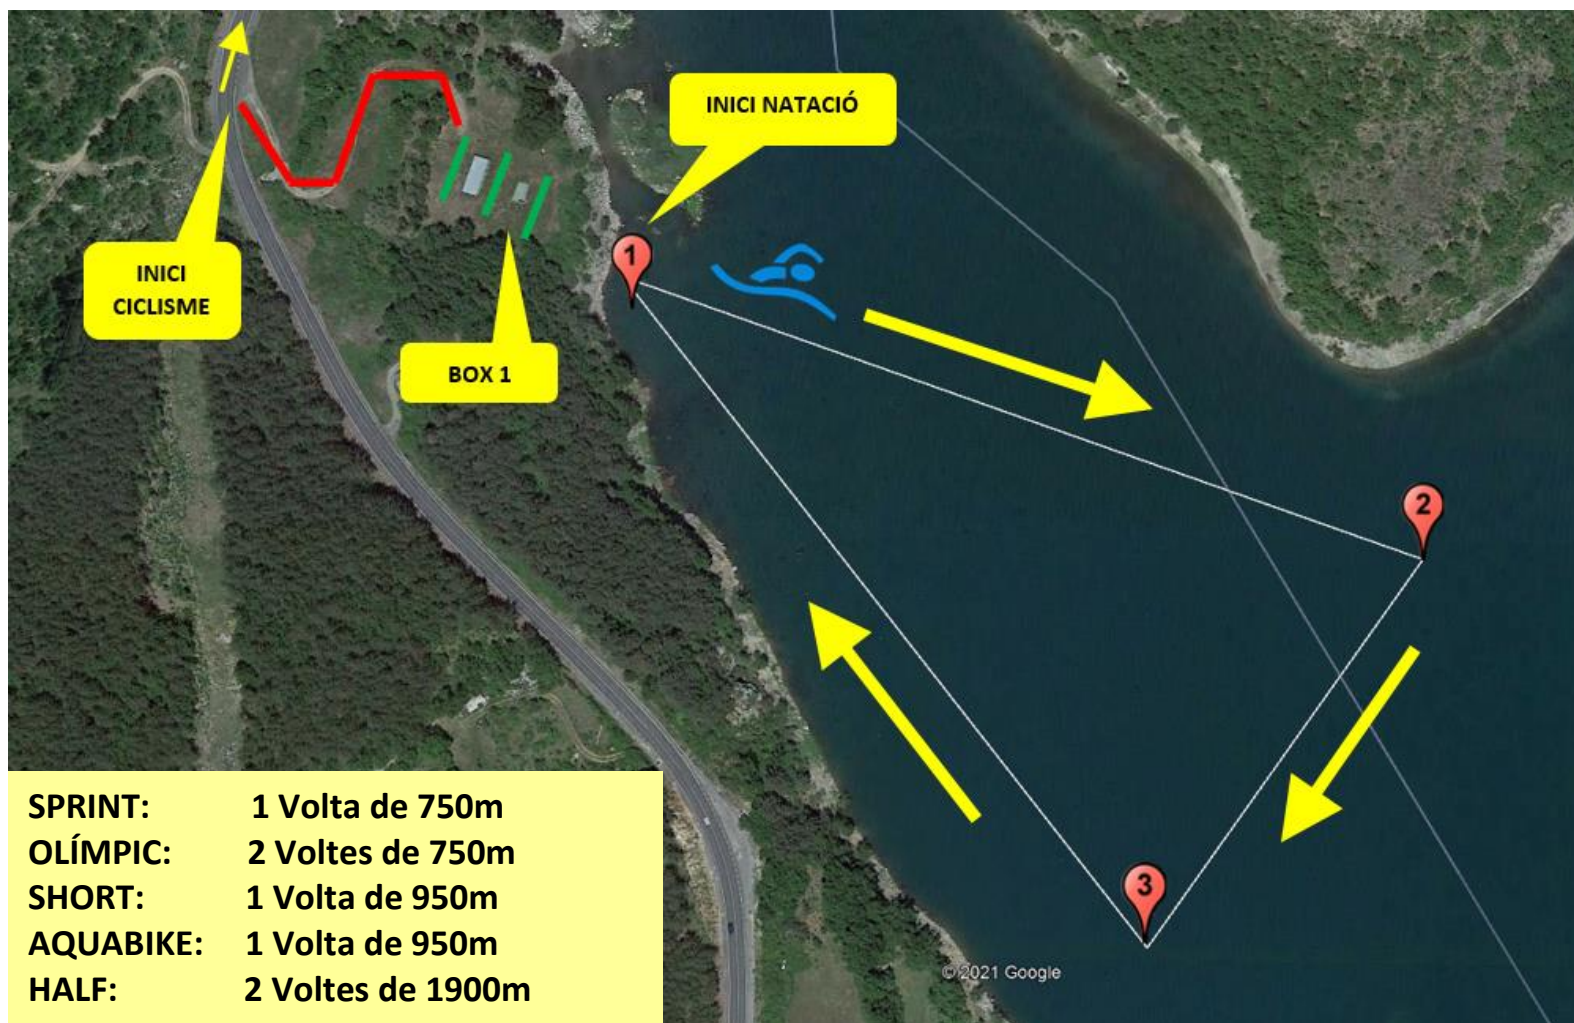 INICI NATACIÓ
1
INICI
CICLISME
BOX 1
2
3
© 2021 Google
SPRINT: 1 Volta de 750m
OLÍMPIC: 2 Voltes de 750m
SHORT: 1 Volta de 950m
AQUABIKE: 1 Volta de 950m
HALF: 2 Voltes de 1900m